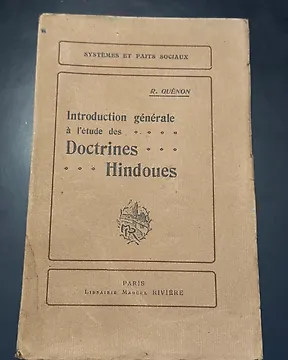 SYSTÈMES ET FAITS SOCIAUX
R. GUÉNON
Introduction générale
à l'étude des
Doctrines
Hindoues
PARIS
LIBRAIRIE MARCEL RIVIÈRE